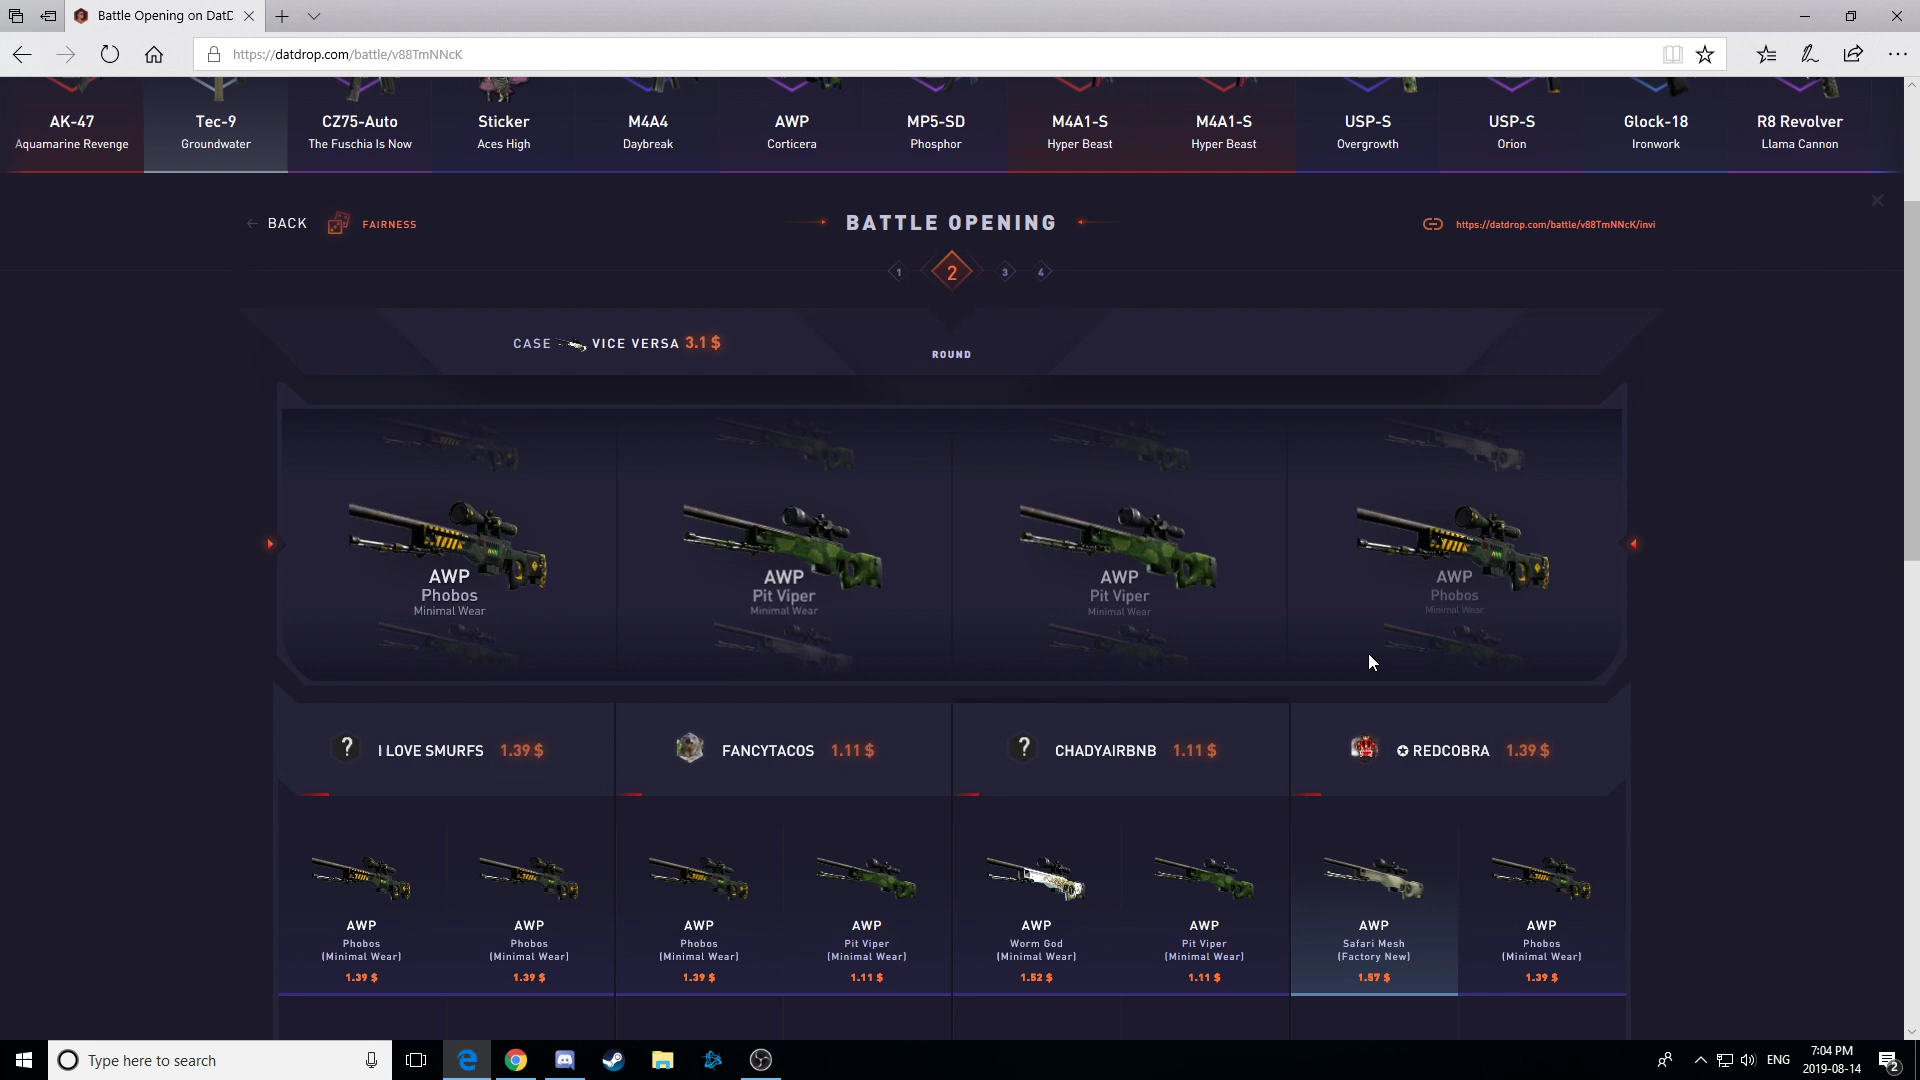 Battle Opening on DatD
https://datdrop.com/battle/v88TmNNcK
AK-47
Aquamarine Revenge
Tec-9
Groundwater
CZ75-Auto
The Fuschia Is Now
Sticker
Aces High
M4A4
Daybreak
AWP
Corticera
MP5-SD
Phosphor
M4A1-S
Hyper Beast
M4A1-S
Hyper Beast
USP-S
Overgrowth
USP-S
Orion
Glock-18
Ironwork
R8 Revolver
Llama Cannon
BACK
FAIRNESS
BATTLE OPENING
https://datdrop.com/battle/v88TmNNcK/invi
1 2 3 4
CASE VICE VERSA 3.1 $
ROUND
AWP
Phobos
Minimal Wear
AWP
Pit Viper
Minimal Wear
AWP
Pit Viper
Minimal Wear
AWP
Phobos
Minimal Wear
? I LOVE SMURFS 1.39 $
FANCYTACOS 1.11 $
? CHADYAIRBNB 1.11 $
✪ REDCOBRA 1.39 $
AWP
Phobos
(Minimal Wear)
1.39 $
AWP
Phobos
(Minimal Wear)
1.39 $
AWP
Phobos
(Minimal Wear)
1.39 $
AWP
Pit Viper
(Minimal Wear)
1.11 $
AWP
Worm God
(Minimal Wear)
1.52 $
AWP
Pit Viper
(Minimal Wear)
1.11 $
AWP
Safari Mesh
(Factory New)
1.57 $
AWP
Phobos
(Minimal Wear)
1.39 $
Type here to search
ENG
7:04 PM
2019-08-14
2